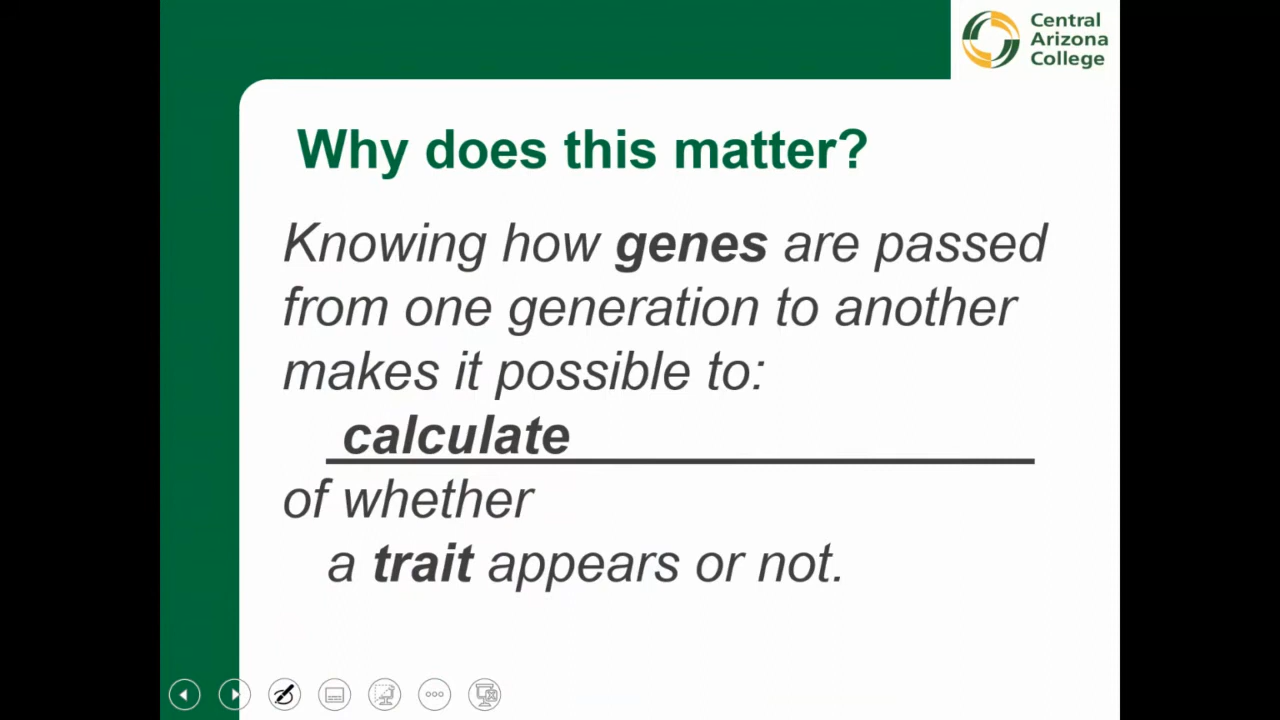 Central
Arizona
College
Why does this matter?
Knowing how genes are passed
from one generation to another
makes it possible to:
calculate
of whether
a trait appears or not.